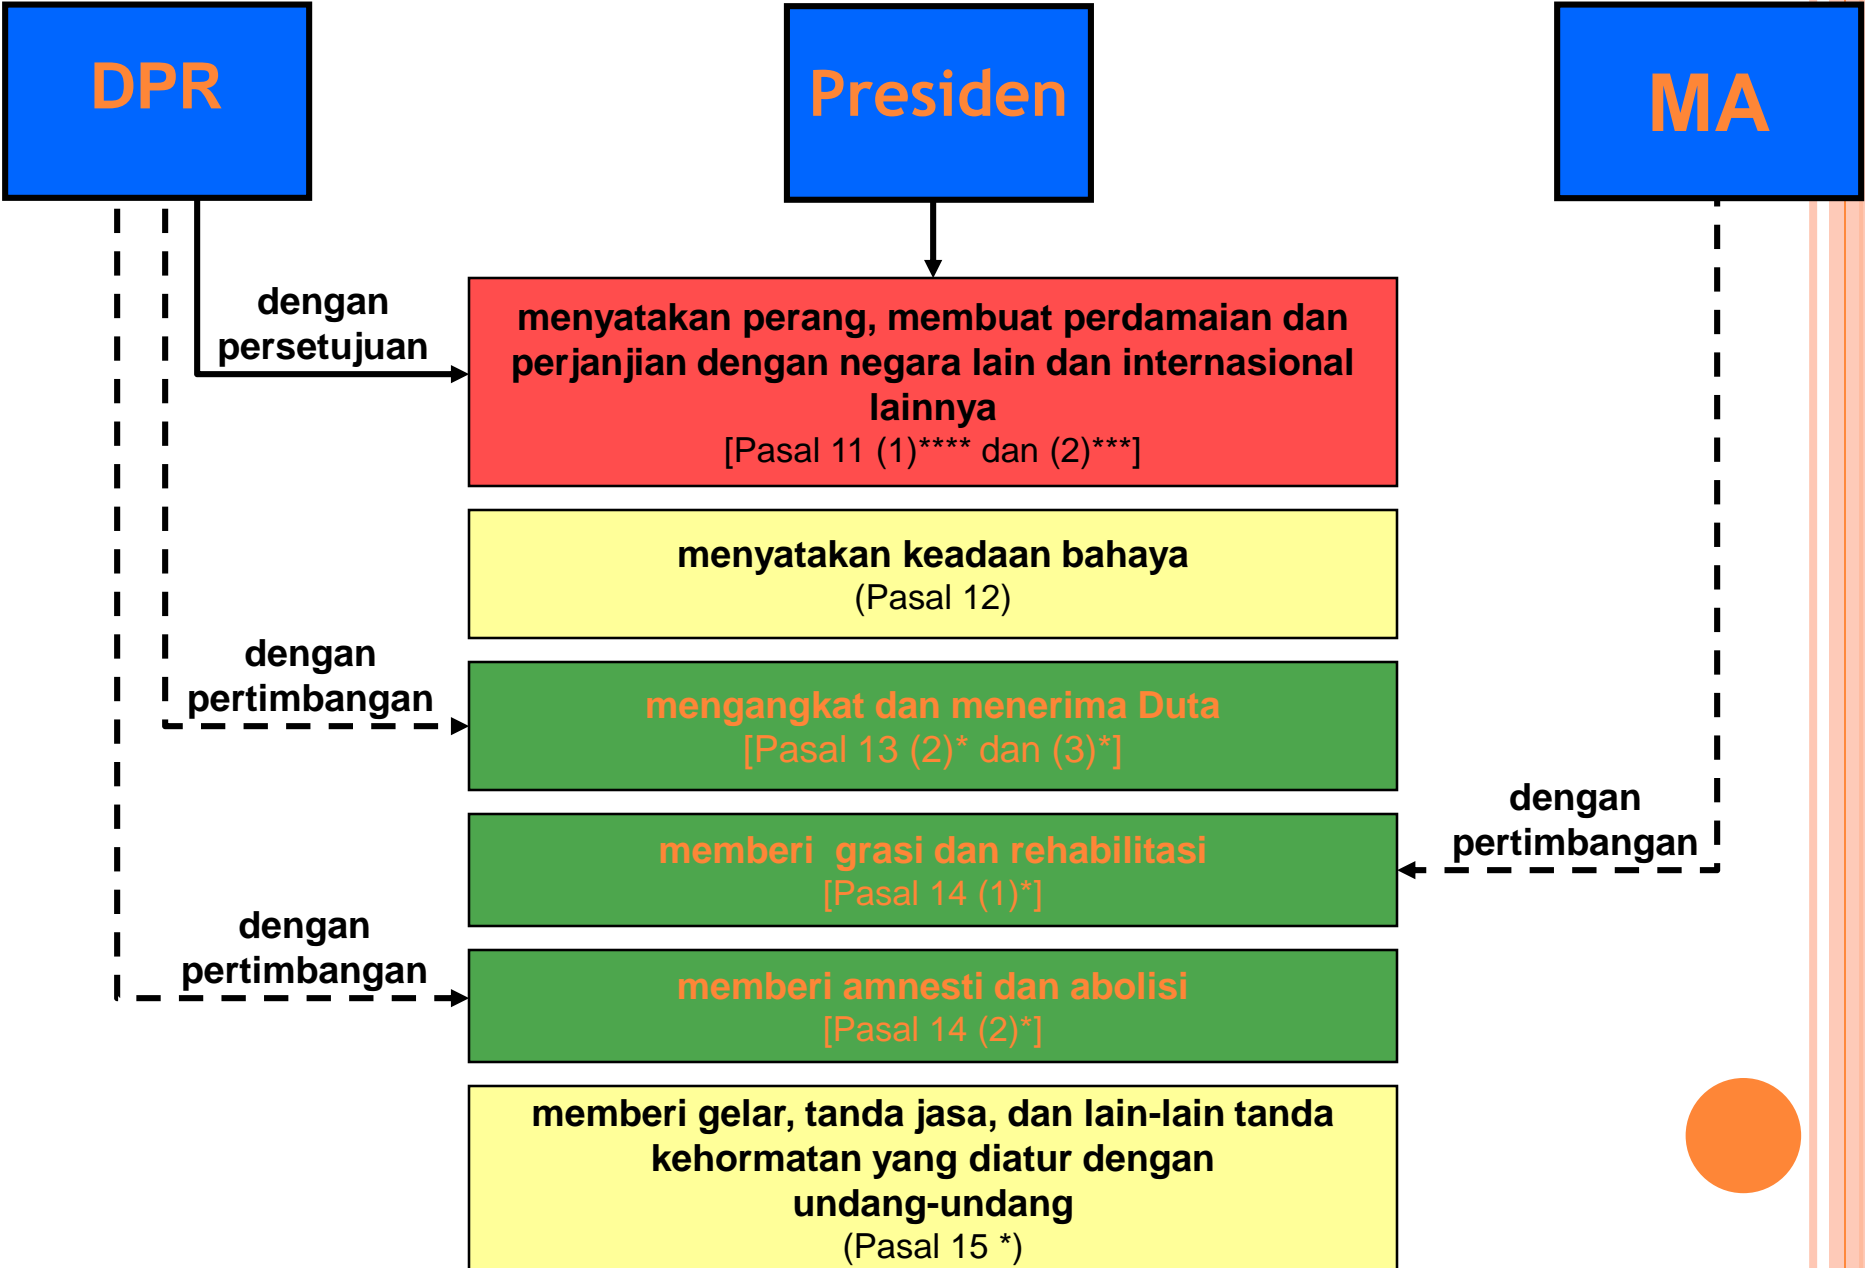 DPR
Presiden
MA
dengan
persetujuan
menyatakan perang, membuat perdamaian dan
perjanjian dengan negara lain dan internasional
lainnya
[Pasal 11 (1)**** dan (2)***]
menyatakan keadaan bahaya
(Pasal 12)
dengan
pertimbangan
mengangkat dan menerima Duta
[Pasal 13 (2)* dan (3)*]
dengan
pertimbangan
memberi  grasi dan rehabilitasi
[Pasal 14 (1)*]
dengan
pertimbangan
memberi amnesti dan abolisi
[Pasal 14 (2)*]
memberi gelar, tanda jasa, dan lain-lain tanda
kehormatan yang diatur dengan
undang-undang
(Pasal 15 *)